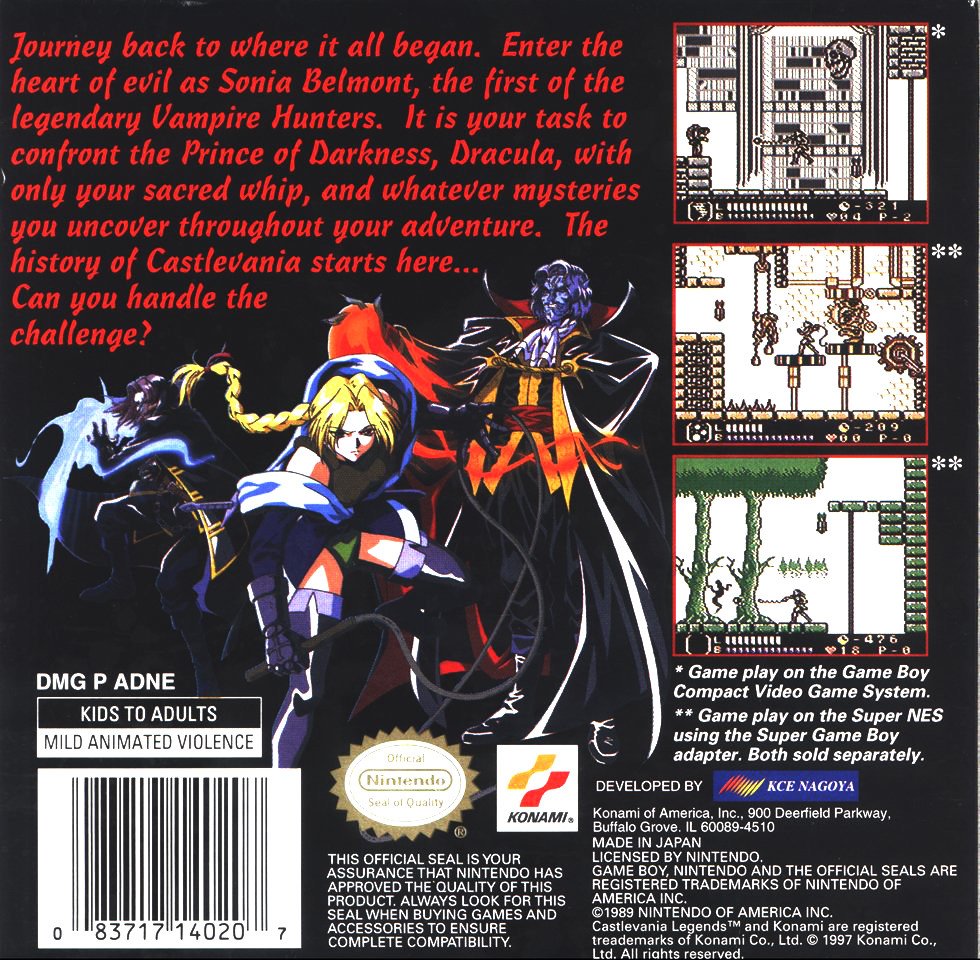 Journey back to where it all began. Enter the
heart of evil as Sonia Belmont, the first of the
legendary Vampire Hunters. It is your task to
confront the Prince of Darkness, Dracula, with
only your sacred whip, and whatever mysteries
you uncover throughout your adventure. The
history of Castlevania starts here...
Can you handle the
challenge?
*
L -321
B 04 P-2
**
L -209
B 00 P-0
**
L -476
B 18 P-0
* Game play on the Game Boy
Compact Video Game System.
** Game play on the Super NES
using the Super Game Boy
adapter. Both sold separately.
DMG P ADNE
KIDS TO ADULTS
MILD ANIMATED VIOLENCE
0 83717 14020 7
Official
Nintendo
Seal of Quality
®
KONAMI®
THIS OFFICIAL SEAL IS YOUR
ASSURANCE THAT NINTENDO HAS
APPROVED THE QUALITY OF THIS
PRODUCT. ALWAYS LOOK FOR THIS
SEAL WHEN BUYING GAMES AND
ACCESSORIES TO ENSURE
COMPLETE COMPATIBILITY.
DEVELOPED BY KCE NAGOYA
Konami of America, Inc., 900 Deerfield Parkway,
Buffalo Grove. IL 60089-4510
MADE IN JAPAN
LICENSED BY NINTENDO.
GAME BOY, NINTENDO AND THE OFFICIAL SEALS ARE
REGISTERED TRADEMARKS OF NINTENDO OF
AMERICA INC.
©1989 NINTENDO OF AMERICA INC.
Castlevania Legends™ and Konami are registered
trademarks of Konami Co., Ltd. © 1997 Konami Co.,
Ltd. All rights reserved.